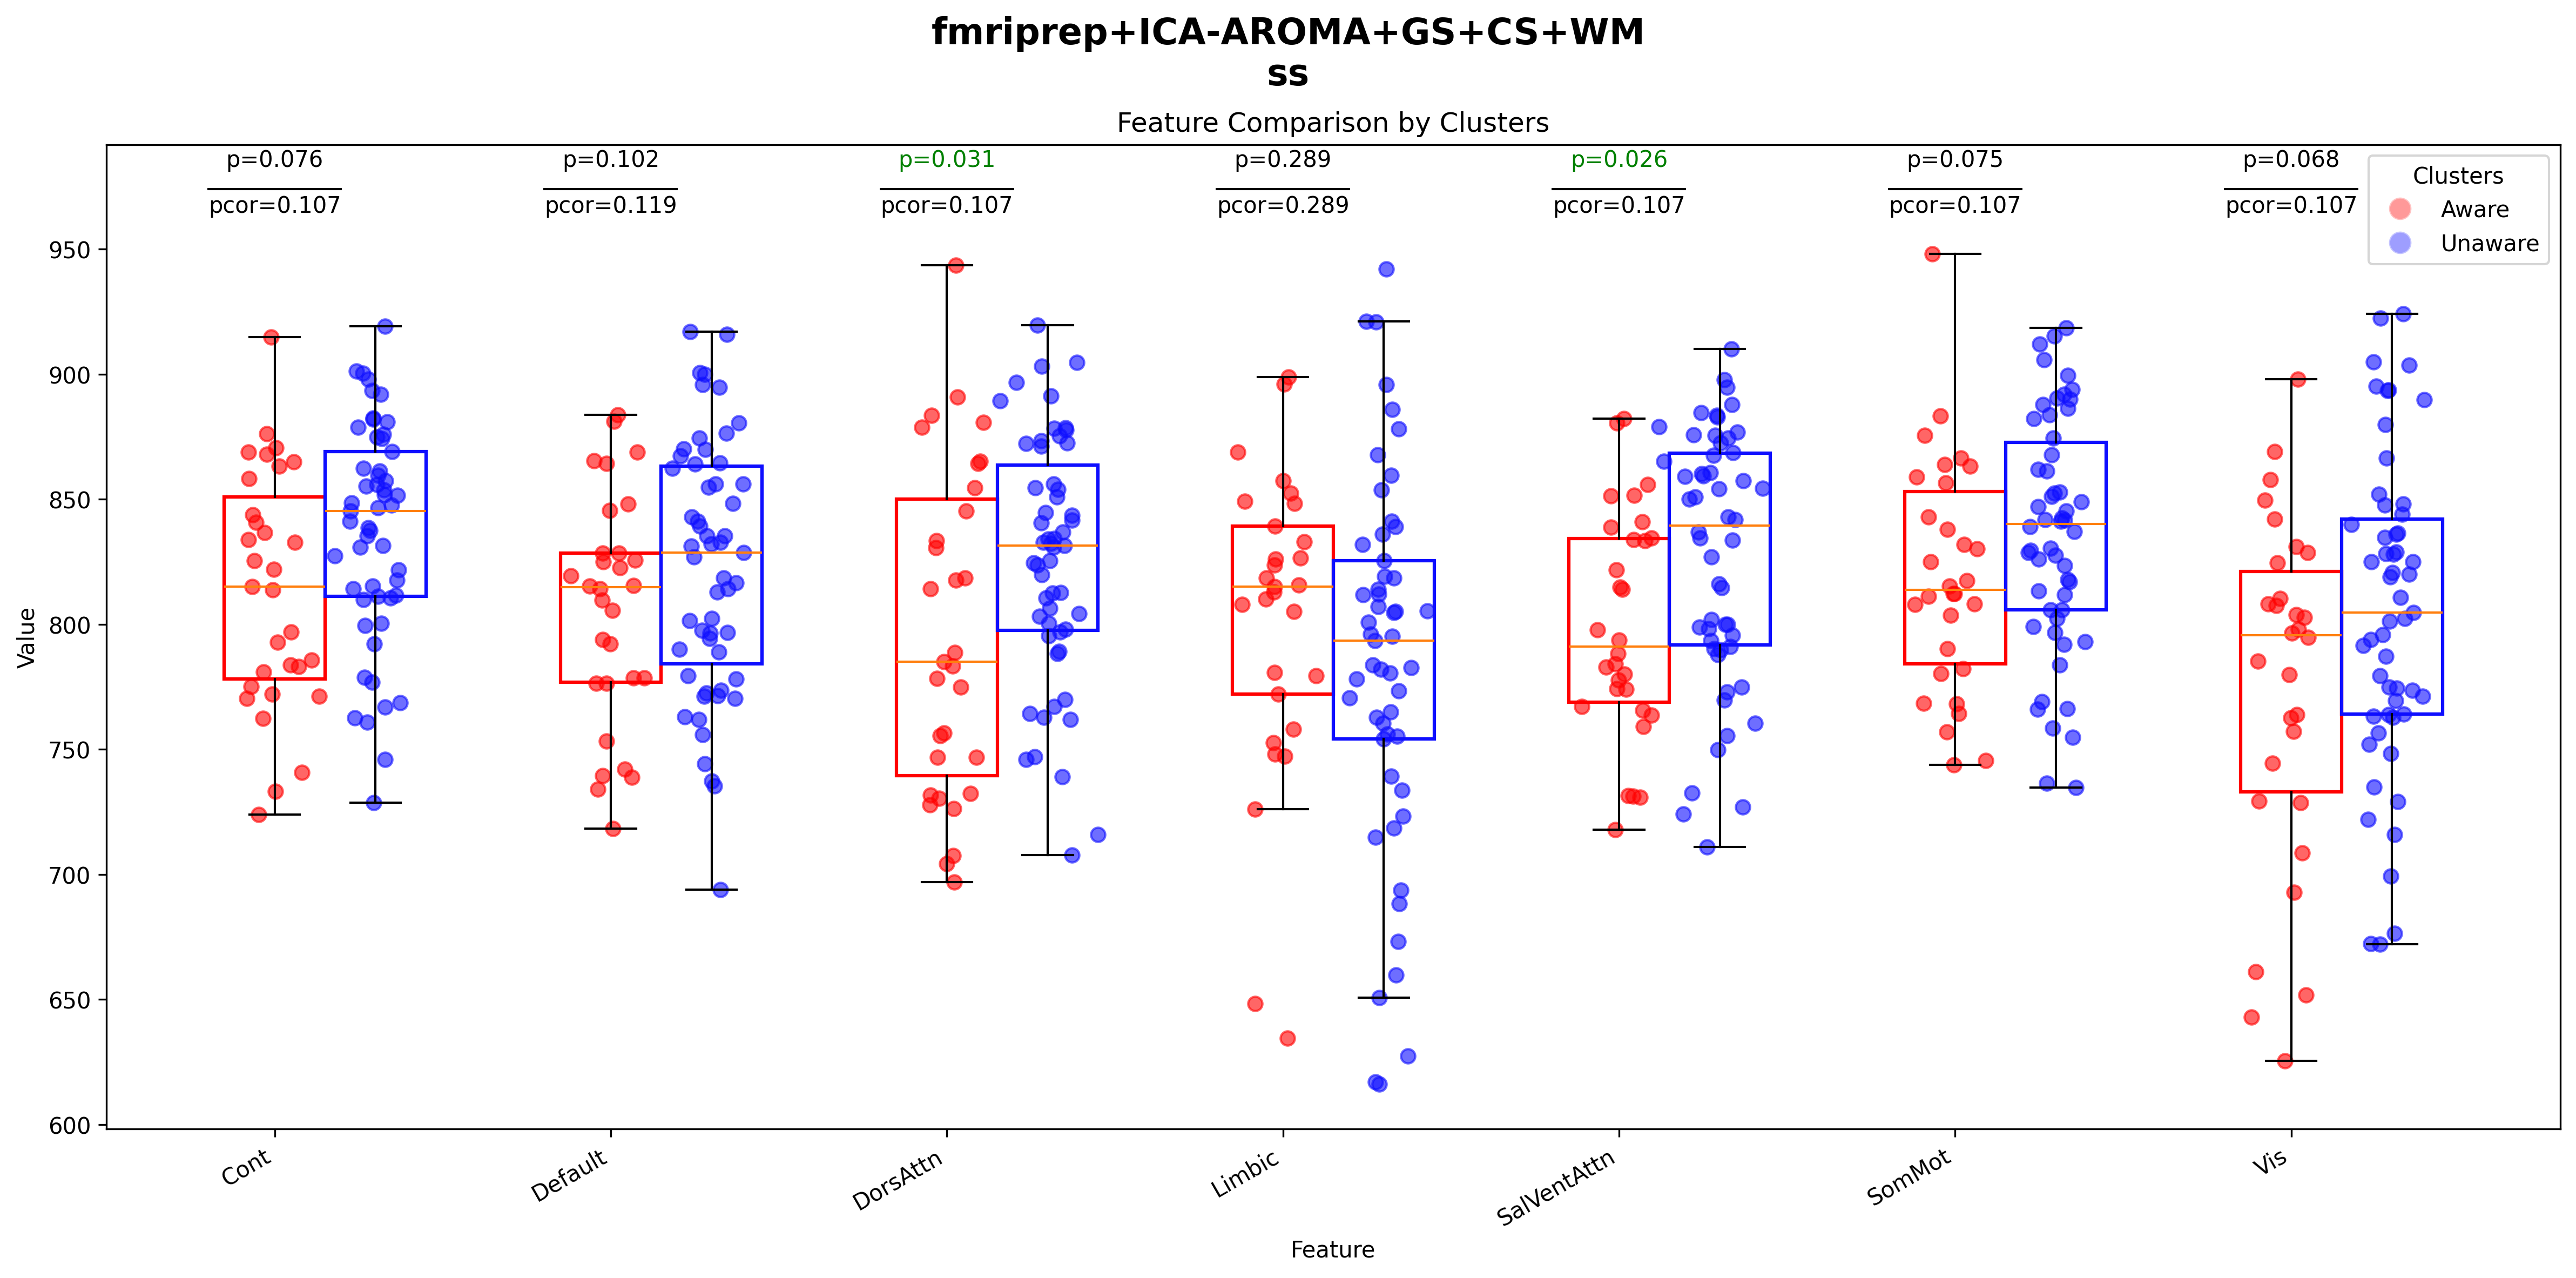 fmriprep+ICA-AROMA+GS+CS+WM
ss
Feature Comparison by Clusters
p=0.076 p=0.102 p=0.031 p=0.289 p=0.026 p=0.075 p=0.068
pcor=0.107 pcor=0.119 pcor=0.107 pcor=0.289 pcor=0.107 pcor=0.107 pcor=0.107
Clusters
Aware
Unaware
950
900
850
800
750
700
650
600
Value
Cont Default DorsAttn Limbic SalVentAttn SomMot Vis
Feature